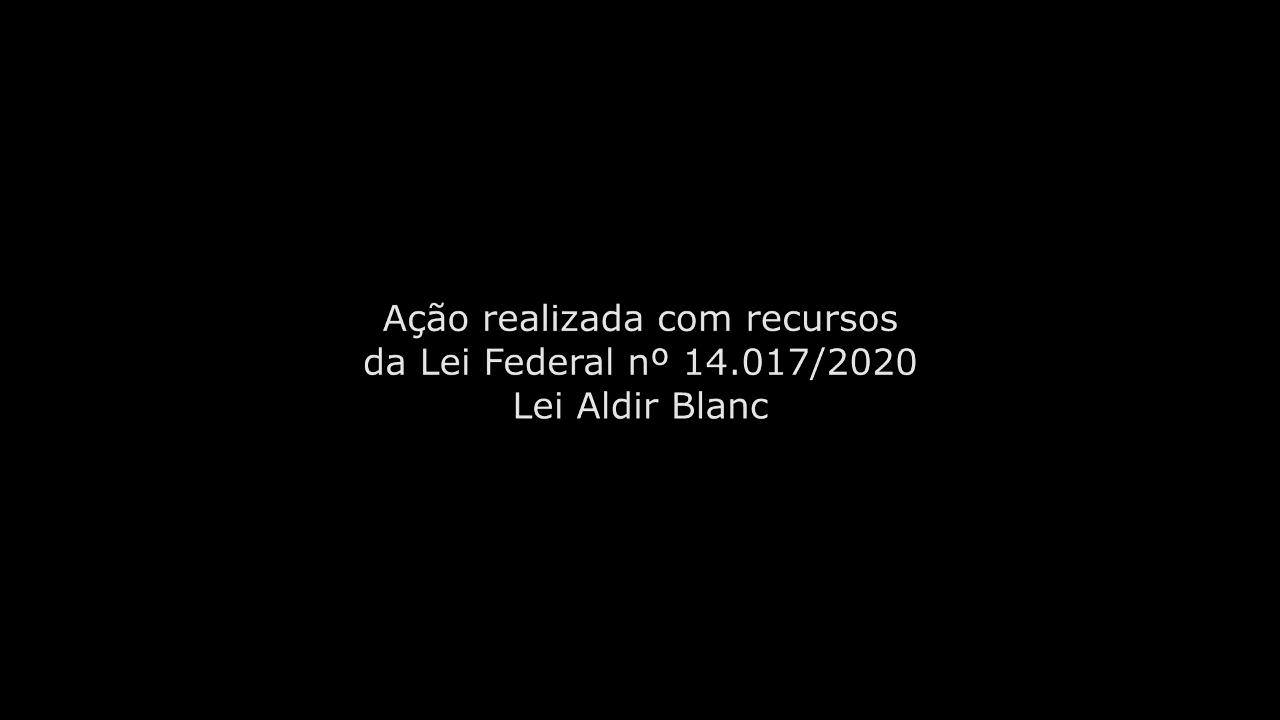 Ação realizada com recursos
da Lei Federal nº 14.017/2020
Lei Aldir Blanc